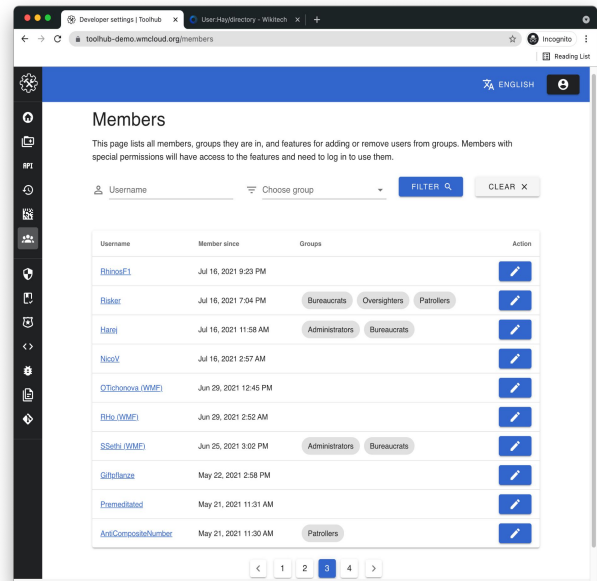 Developer settings | Toolhub
User:Hay/directory - Wikitech
toolhub-demo.wmcloud.org/members
Incognito
Reading List
ENGLISH
API
Members
This page lists all members, groups they are in, and features for adding or remove users from groups. Members with
special permissions will have access to the features and need to log in to use them.
Username Choose group FILTER CLEAR X
Username Member since Groups Action
RhinosF1 Jul 16, 2021 9:23 PM
Risker Jul 16, 2021 7:04 PM Bureaucrats Oversighters Patrollers
Harej Jul 16, 2021 11:58 AM Administrators Bureaucrats
NicoV Jul 16, 2021 2:57 AM
OTichonova (WMF) Jun 29, 2021 12:45 PM
RHo (WMF) Jun 29, 2021 2:52 AM
SSethi (WMF) Jun 25, 2021 3:02 PM Administrators Bureaucrats
Giftpflanze May 22, 2021 2:58 PM
Premeditated May 21, 2021 11:31 AM
AntiCompositeNumber May 21, 2021 11:30 AM Patrollers
< 1 2 3 4 >